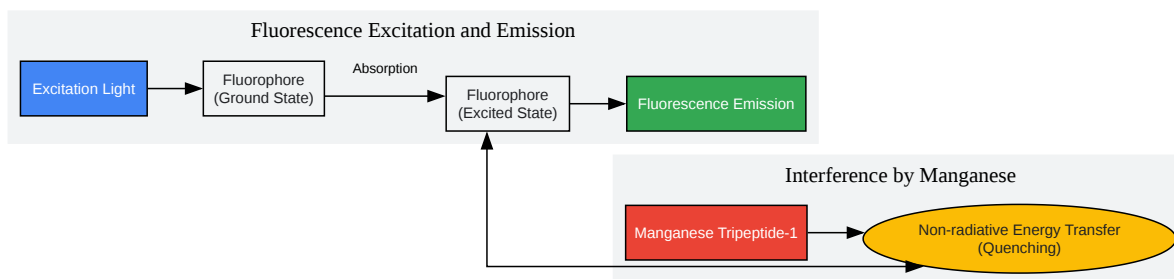 Fluorescence Excitation and Emission
Excitation Light
Fluorophore
(Ground State)
Absorption
Fluorophore
(Excited State)
Fluorescence Emission
Interference by Manganese
Manganese Tripeptide-1
Non-radiative Energy Transfer
(Quenching)